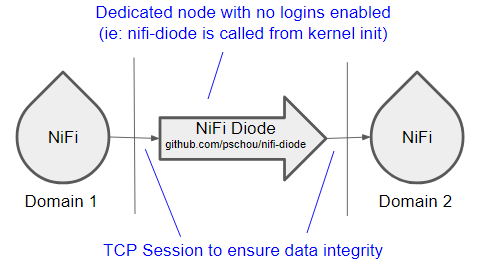 Dedicated node with no logins enabled
(ie: nifi-diode is called from kernel init)
NiFi
NiFi Diode
github.com/pschou/nifi-diode
NiFi
Domain 1
Domain 2
TCP Session to ensure data integrity